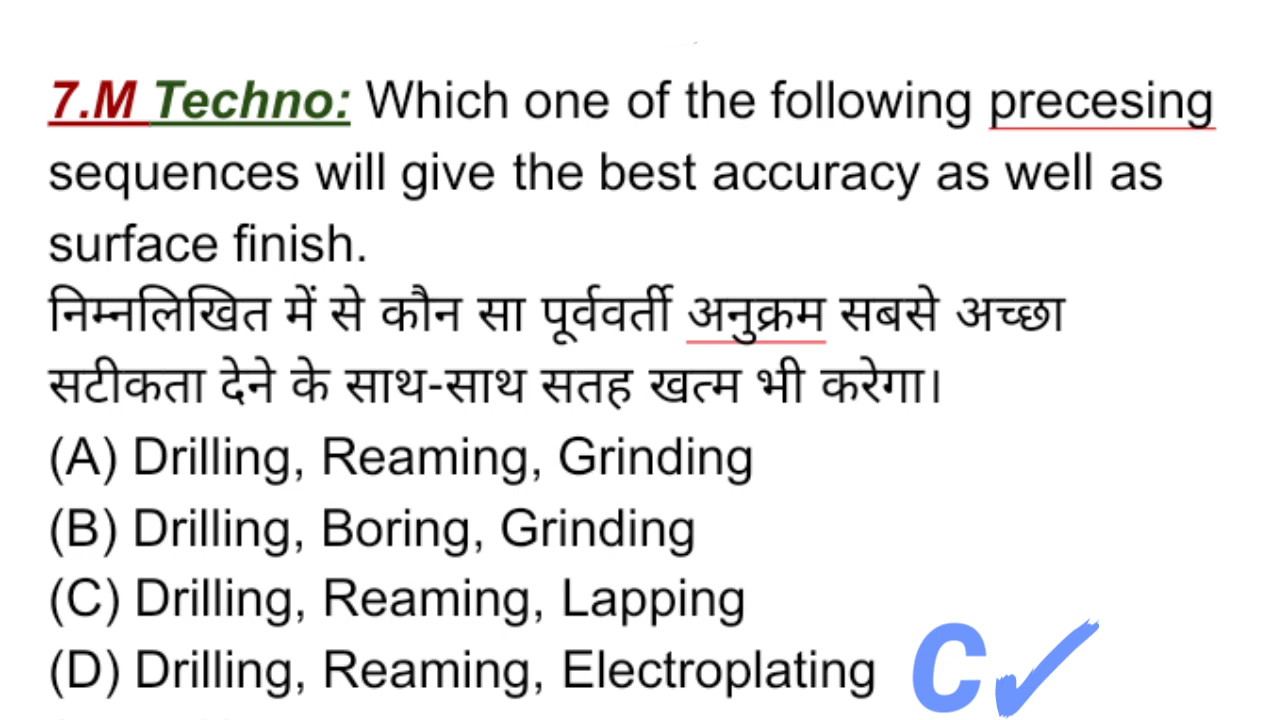 7.M Techno: Which one of the following precesing
sequences will give the best accuracy as well as
surface finish.
निम्नलिखित में से कौन सा पूर्ववर्ती अनुक्रम सबसे अच्छा
सटीकता देने के साथ-साथ सतह खत्म भी करेगा।
(A) Drilling, Reaming, Grinding
(B) Drilling, Boring, Grinding
(C) Drilling, Reaming, Lapping
(D) Drilling, Reaming, Electroplating
C✓